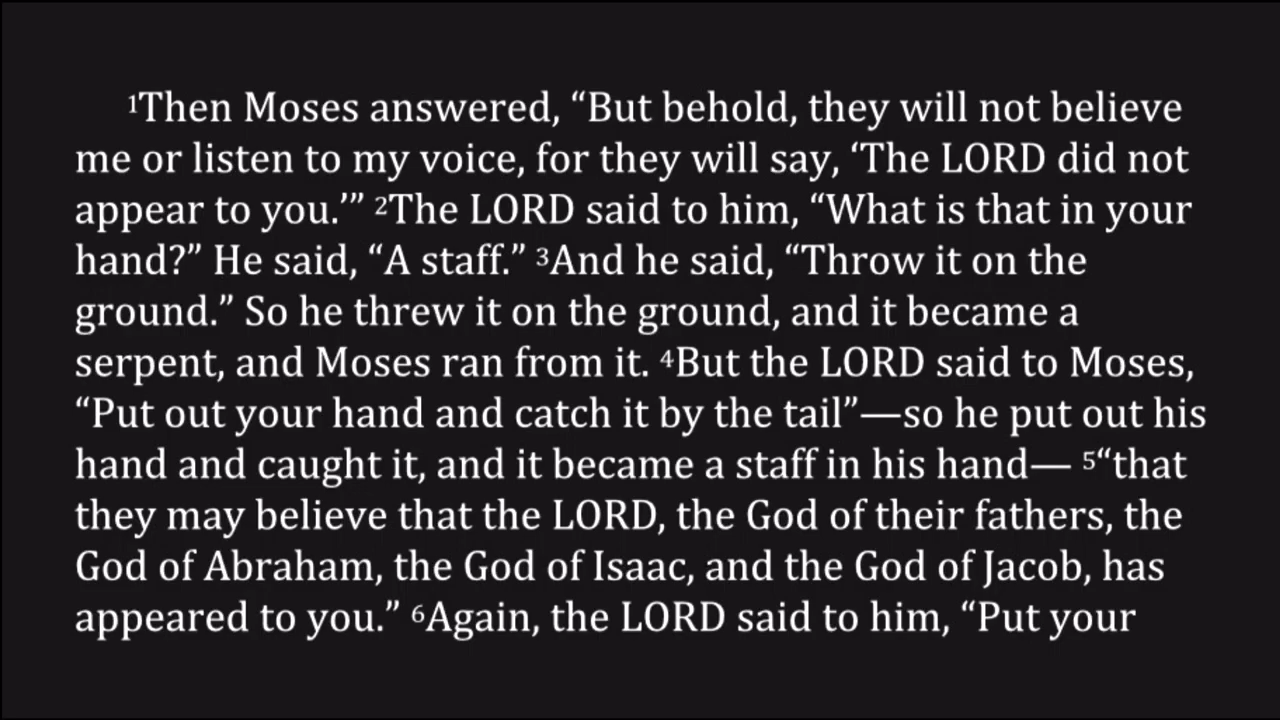 ¹Then Moses answered, “But behold, they will not believe
me or listen to my voice, for they will say, ‘The LORD did not
appear to you.’” ²The LORD said to him, “What is that in your
hand?” He said, “A staff.” ³And he said, “Throw it on the
ground.” So he threw it on the ground, and it became a
serpent, and Moses ran from it. ⁴But the LORD said to Moses,
“Put out your hand and catch it by the tail”—so he put out his
hand and caught it, and it became a staff in his hand— ⁵“that
they may believe that the LORD, the God of their fathers, the
God of Abraham, the God of Isaac, and the God of Jacob, has
appeared to you.” ⁶Again, the LORD said to him, “Put your